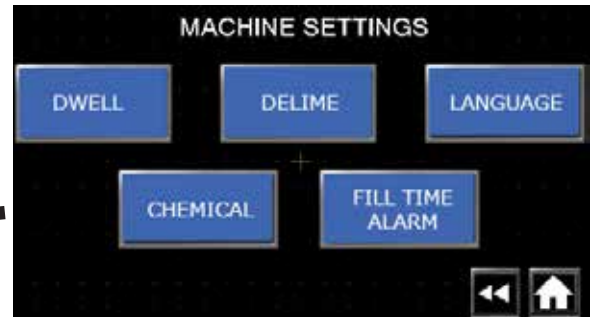 MACHINE SETTINGS
DWELL
DELIME
LANGUAGE
CHEMICAL
FILL TIME
ALARM